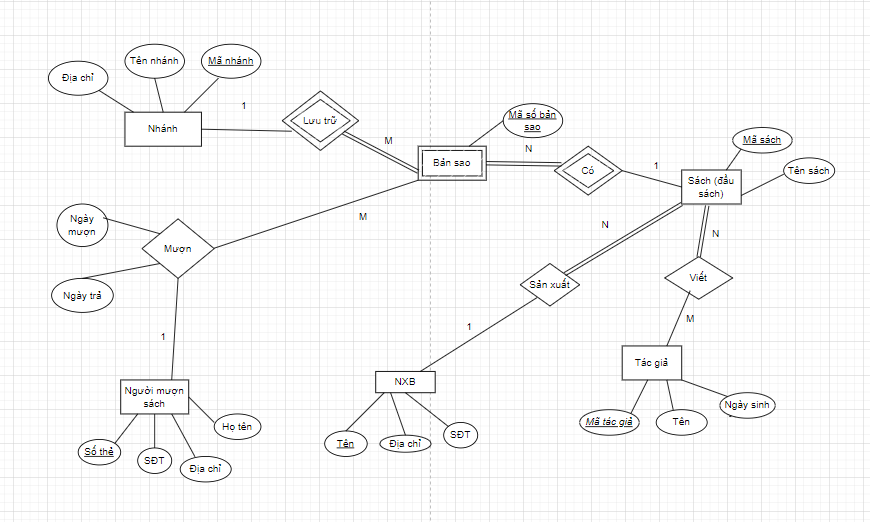 Địa chỉ
Tên nhánh
Mã nhánh
Nhánh
1
Lưu trữ
M
Bản sao
Mã số bản
sao
N
Có
1
Mã sách
Tên sách
Sách (đầu
sách)
N
N
M
Ngày
mượn
Mượn
Ngày trả
1
Sản xuất
1
Viết
M
NXB
Tên
Địa chỉ
SĐT
Tác giả
Mã tác giả
Tên
Ngày sinh
Người mượn
sách
Số thẻ
SĐT
Địa chỉ
Họ tên